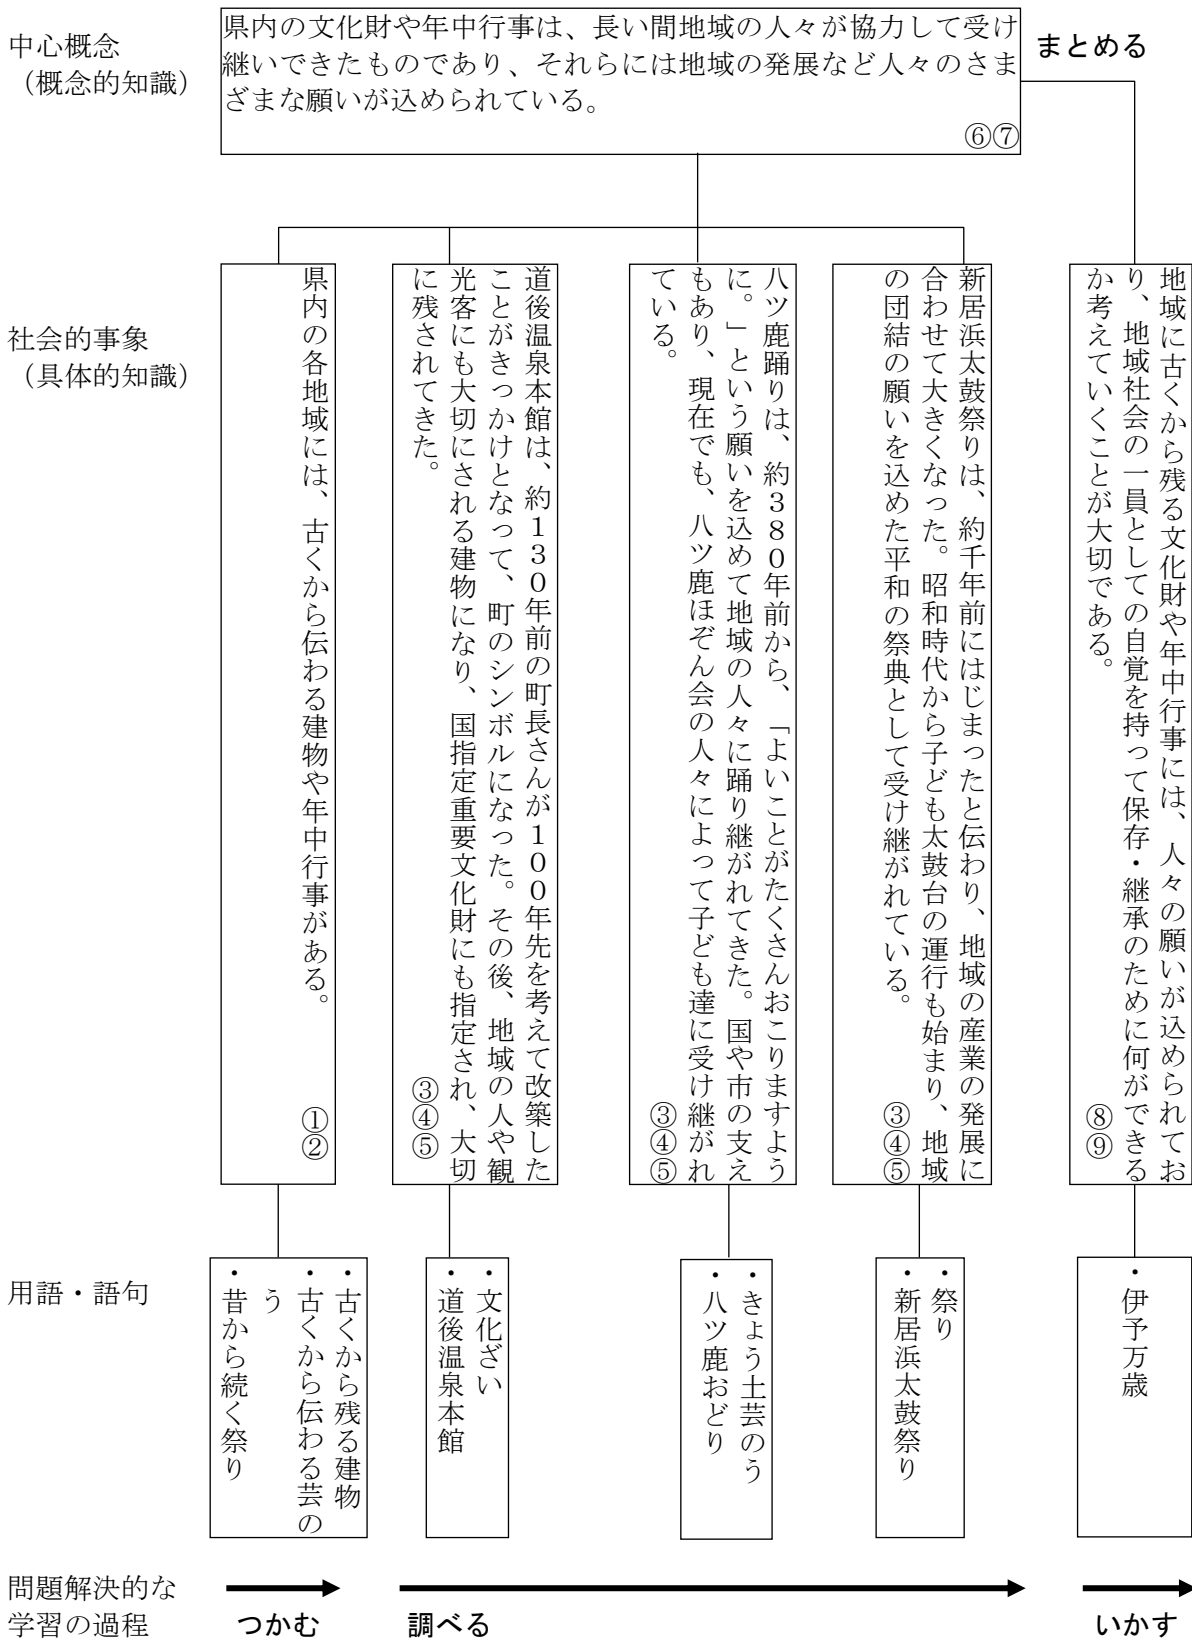 中心概念
（概念的知識）
県内の文化財や年中行事は、長い間地域の人々が協力して受け
継いできたものであり、それらには地域の発展など人々のさま
ざまな願いが込められている。
⑥⑦
まとめる
社会的事象
（具体的知識）
県内の各地域には、古くから伝わる建物や年中行事がある。
①②
道後温泉本館は、約１３０年前の町長さんが１００年先を考えて改築した
ことがきっかけとなって、町のシンボルになった。その後、地域の人や観
光客にも大切にされる建物になり、国指定重要文化財にも指定され、大切
に残されてきた。
③④⑤
八ツ鹿踊りは、約３８０年前から、「よいことがたくさんおこりますよう
に。」という願いを込めて地域の人々に踊り継がれてきた。国や市の支え
もあり、現在でも、八ツ鹿ほぞん会の人々によって子ども達に受け継がれ
ている。
③④⑤
新居浜太鼓祭りは、約千年前にはじまったと伝わり、地域の産業の発展に
合わせて大きくなった。昭和時代から子ども太鼓台の運行も始まり、地域
の団結の願いを込めた平和の祭典として受け継がれている。
③④⑤
地域に古くから残る文化財や年中行事には、人々の願いが込められてお
り、地域社会の一員としての自覚を持って保存・継承のために何ができる
か考えていくことが大切である。
⑧⑨
用語・語句
・古くから残る建物
・古くから伝わる芸の
う
・昔から続く祭り
・文化ざい
・道後温泉本館
・きょう土芸のう
・八ツ鹿おどり
・祭り
・新居浜太鼓祭り
・伊予万歳
問題解決的な
学習の過程
つかむ
調べる
いかす